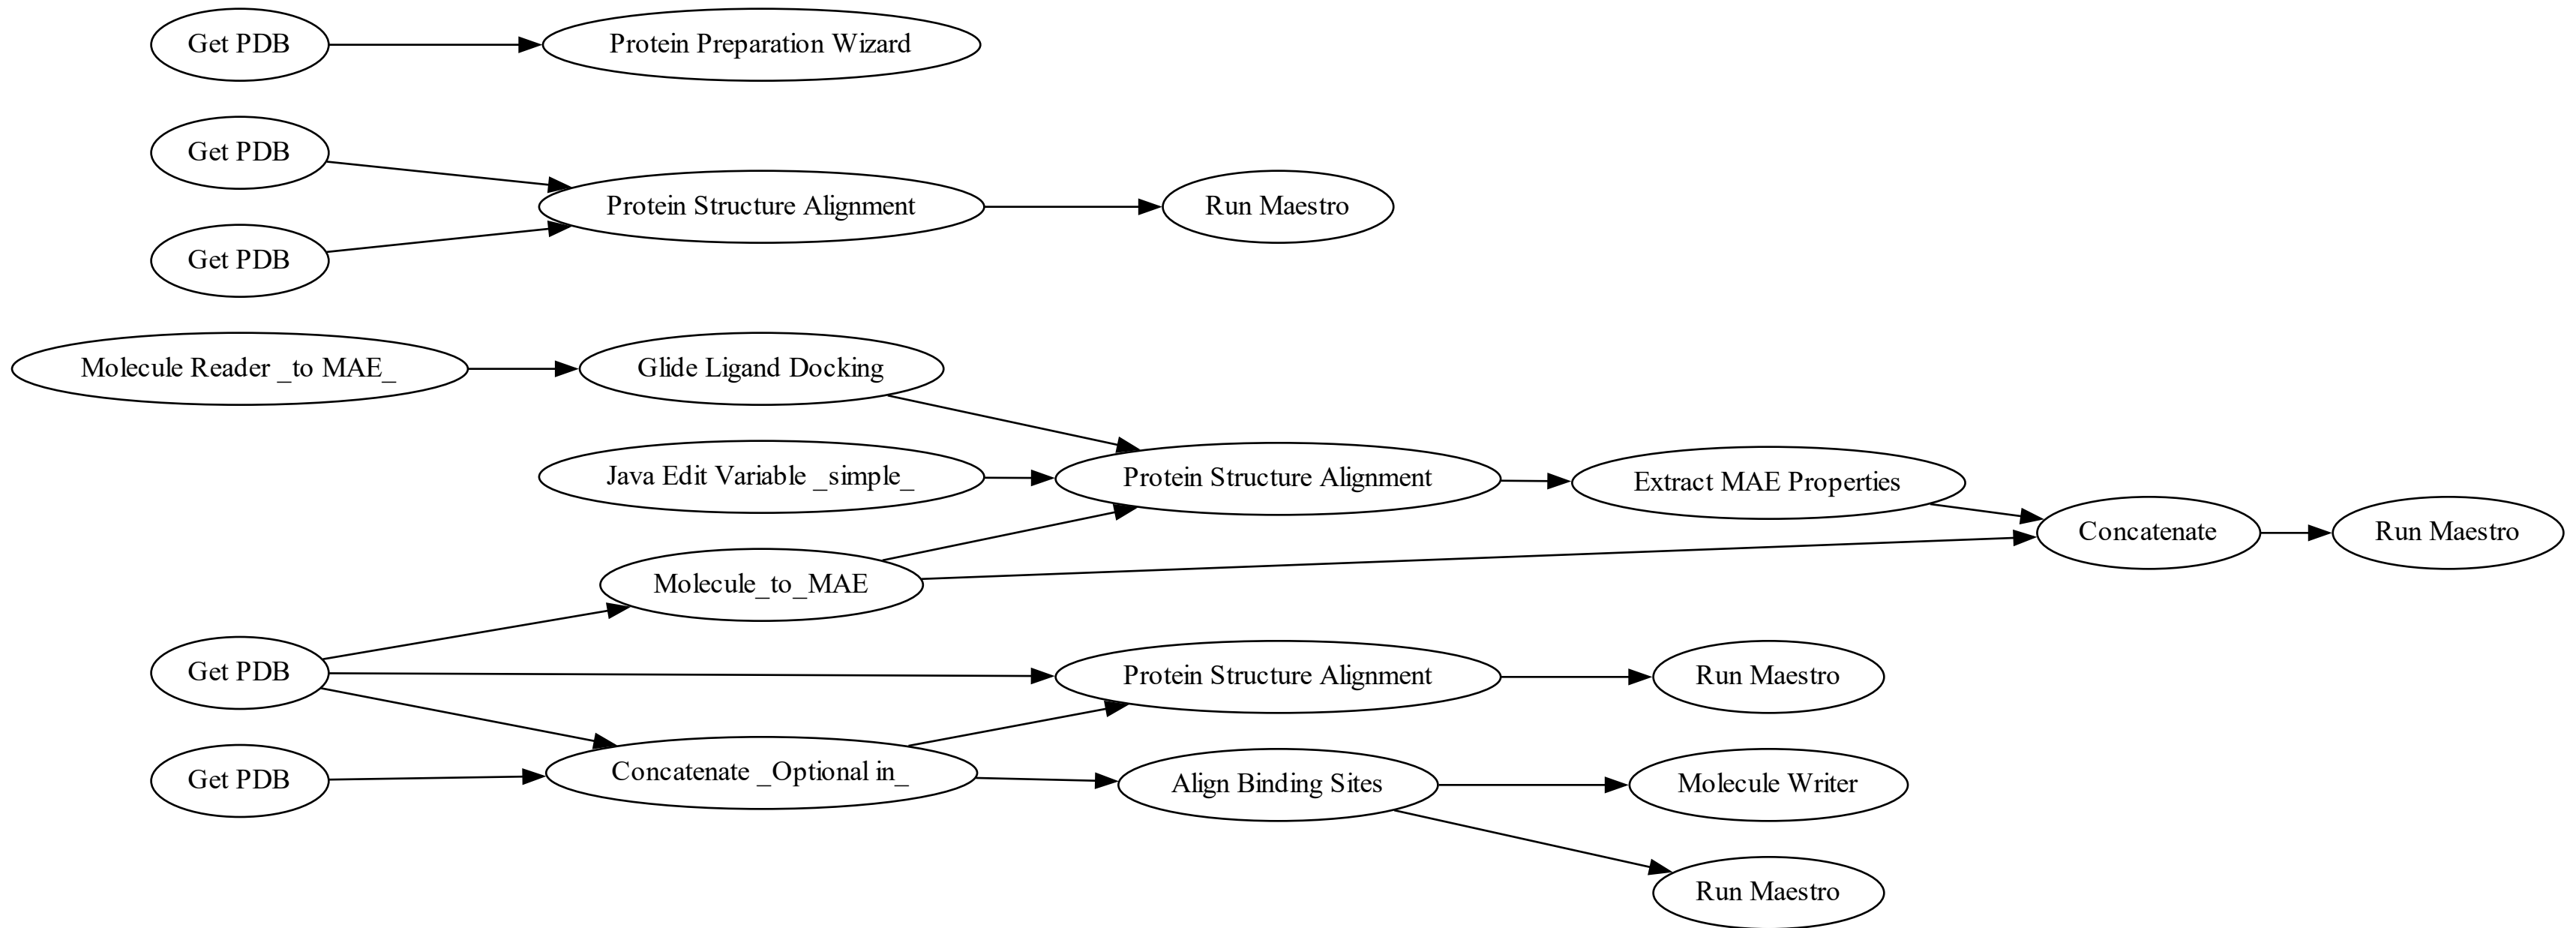 Get PDB
Protein Preparation Wizard
Get PDB
Protein Structure Alignment
Run Maestro
Get PDB
Molecule Reader _to MAE_
Glide Ligand Docking
Java Edit Variable _simple_
Protein Structure Alignment
Extract MAE Properties
Concatenate
Run Maestro
Molecule_to_MAE
Get PDB
Protein Structure Alignment
Run Maestro
Get PDB
Concatenate _Optional in_
Align Binding Sites
Molecule Writer
Run Maestro